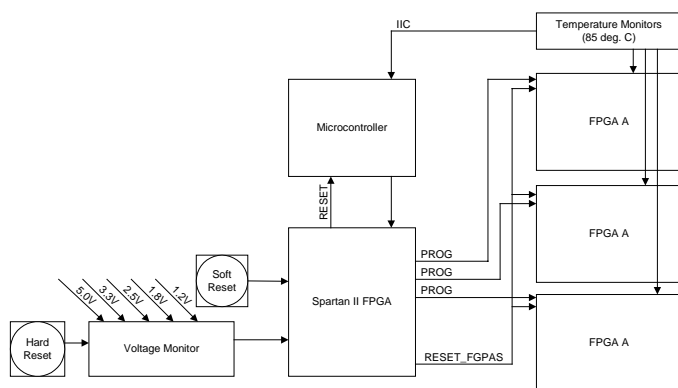 IIC
Temperature Monitors
(85 deg. C)
Microcontroller
FPGA A
RESET
FPGA A
PROG
Soft
Reset
PROG
5.0V
3.3V
2.5V
1.8V
1.2V
Spartan II FPGA
PROG
Hard
Reset
Voltage Monitor
RESET_FGPAS
FPGA A